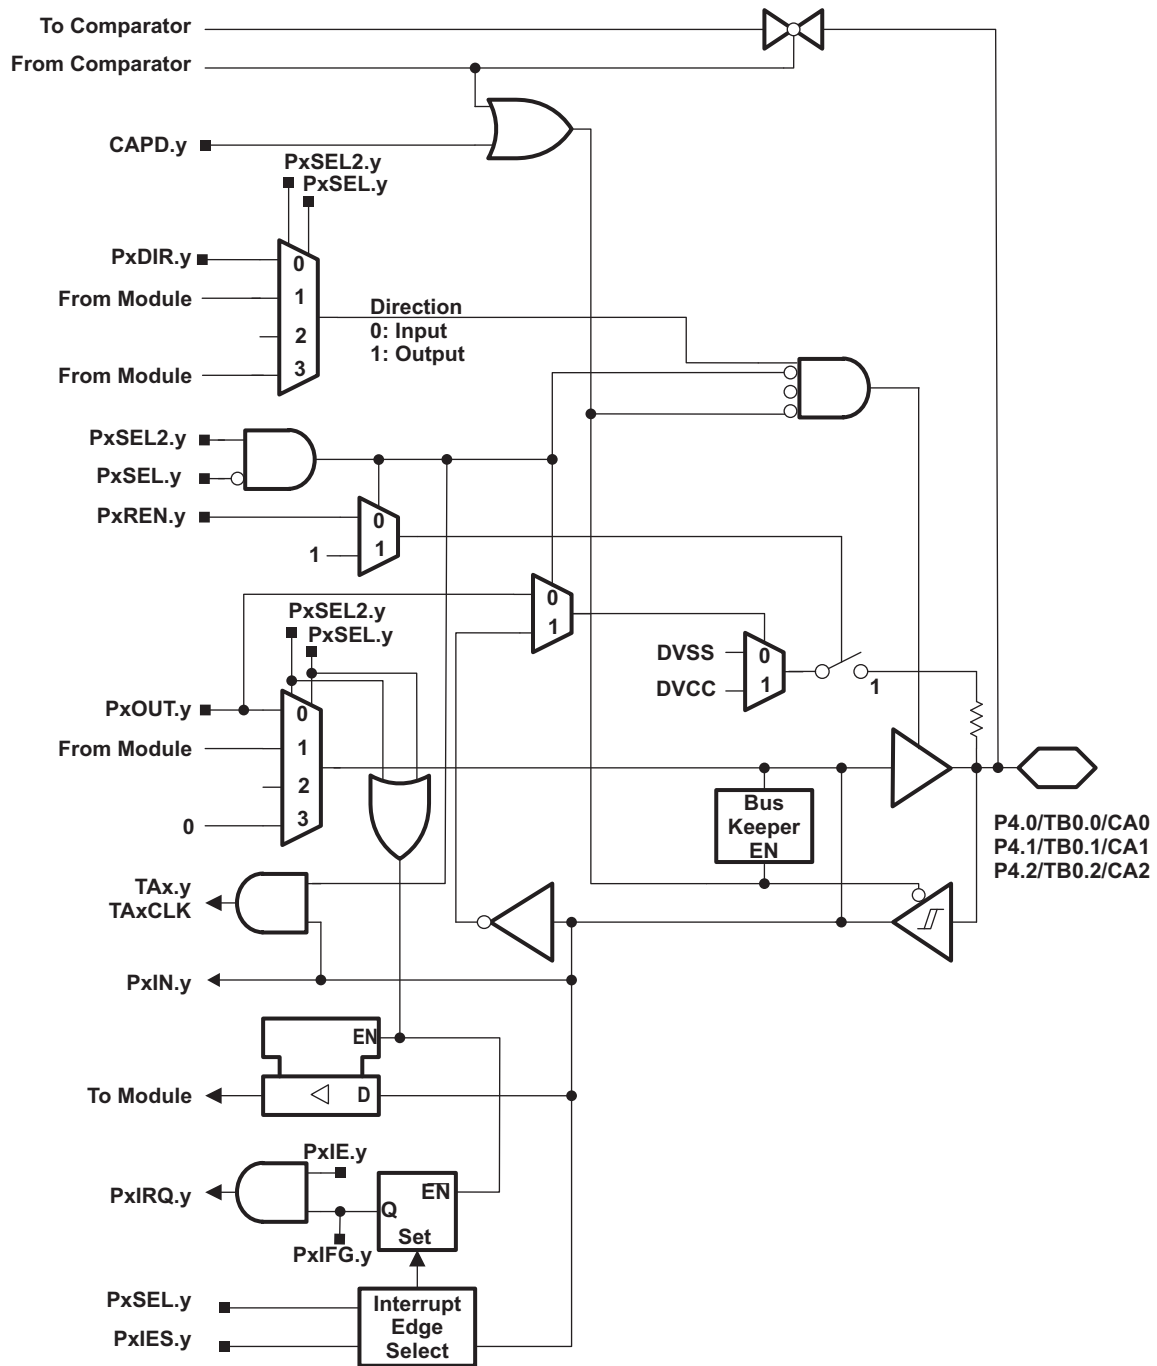 To Comparator
From Comparator
CAPD.y
PxSEL2.y
PxSEL.y
PxDIR.y
0
From Module
1
2
From Module
3
Direction
0: Input
1: Output
PxSEL2.y
PxSEL.y
PxREN.y
0
1
1
0
1
PxSEL2.y
PxSEL.y
DVSS
0
DVCC
1
1
PxOUT.y
0
From Module
1
2
0
3
Bus
Keeper
EN
P4.0/TB0.0/CA0
P4.1/TB0.1/CA1
P4.2/TB0.2/CA2
TAx.y
TAxCLK
PxIN.y
EN
To Module
D
PxIE.y
PxIRQ.y
EN
Q
Set
PxIFG.y
PxSEL.y
PxIES.y
Interrupt
Edge
Select